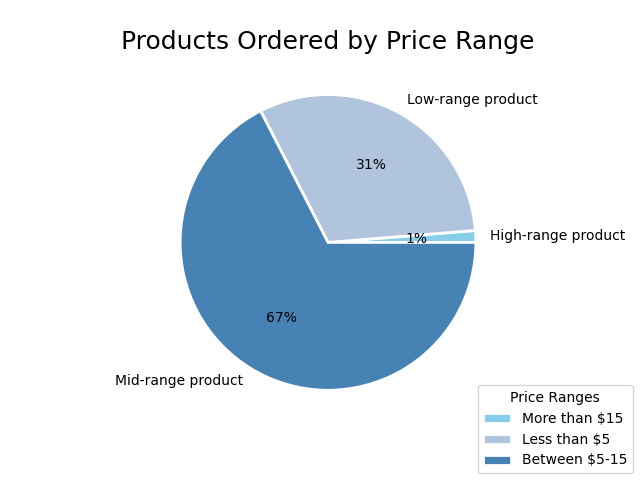 Products Ordered by Price Range
Low-range product
31%
1%
High-range product
67%
Mid-range product
Price Ranges
More than $15
Less than $5
Between $5-15